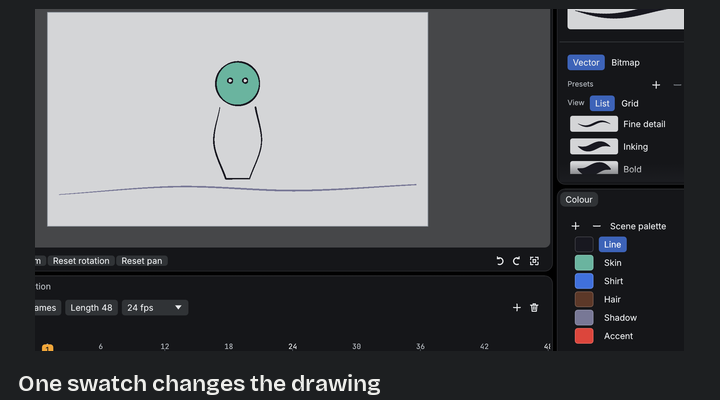 Vector Bitmap
Presets
View List Grid
Fine detail
Inking
Bold
Colour
Scene palette
Line
Skin
Shirt
Hair
Shadow
Accent
Reset rotation Reset pan
Length 48 24 fps
1 6 12 18 24 30 36 42
One swatch changes the drawing